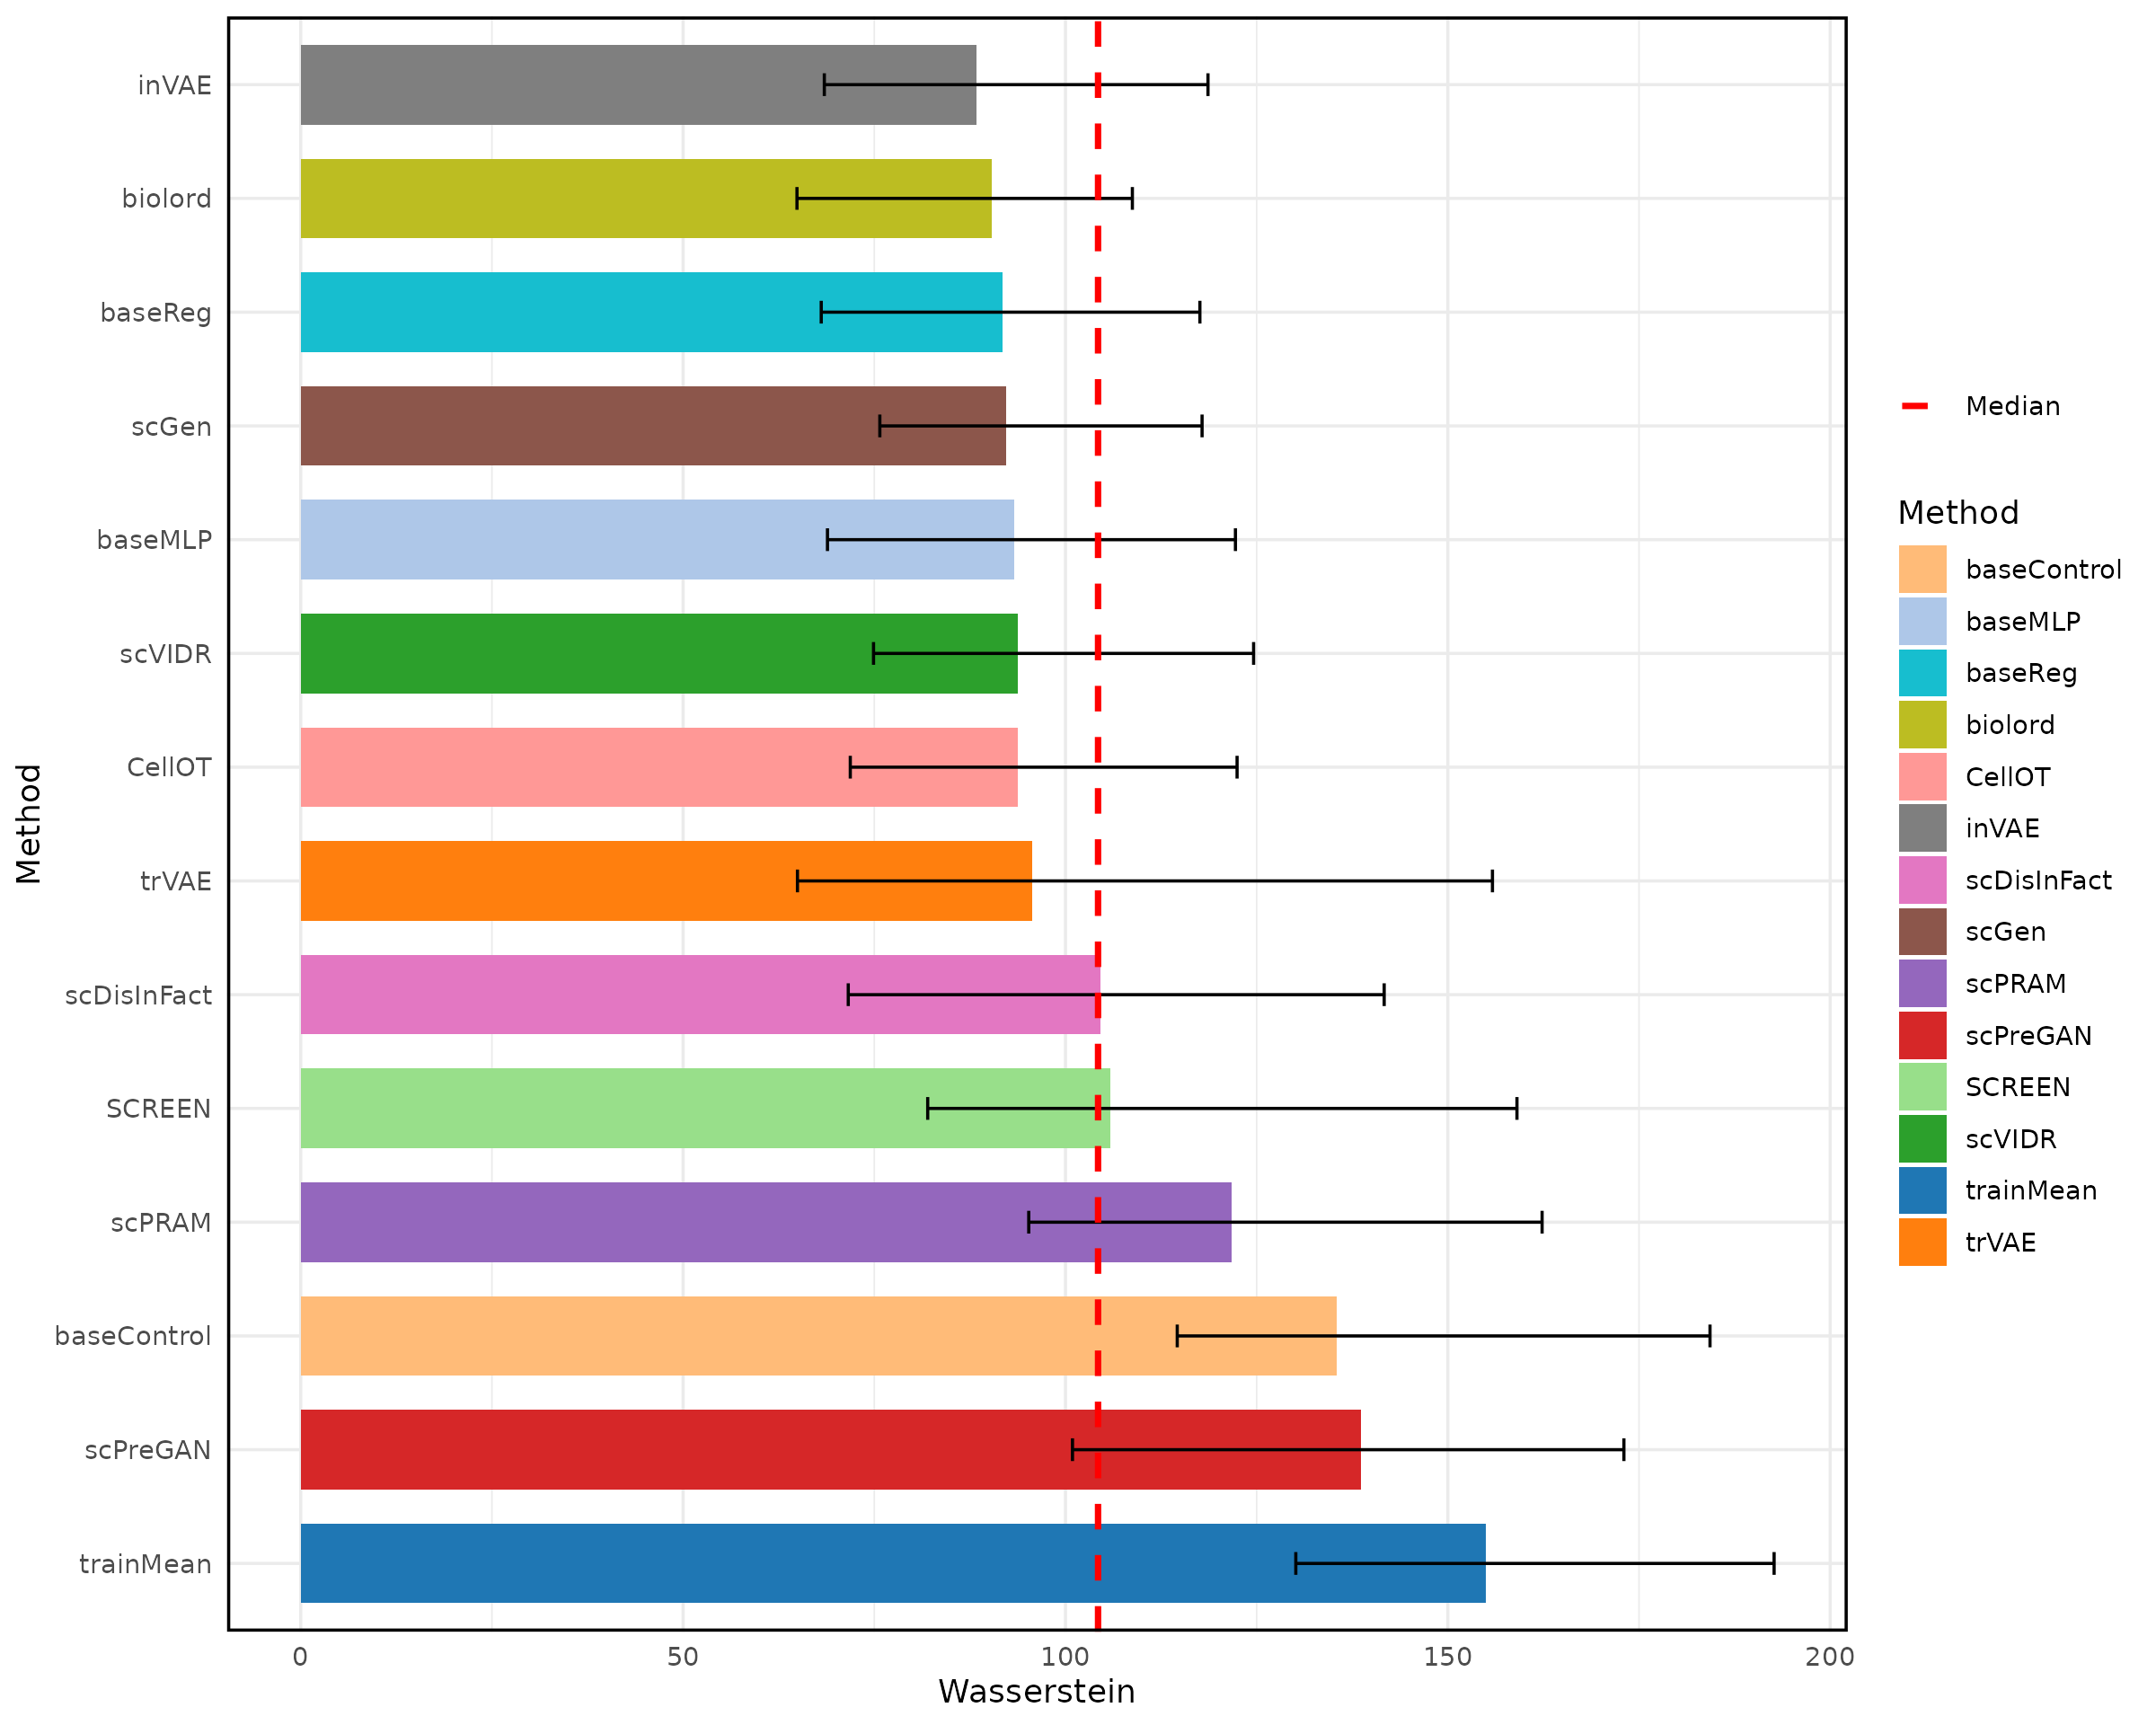 Method
inVAE
biolord
baseReg
scGen
baseMLP
scVIDR
CellOT
trVAE
scDisInFact
SCREEN
scPRAM
baseControl
scPreGAN
trainMean
0
50
100
150
200
Wasserstein
Median
Method
baseControl
baseMLP
baseReg
biolord
CellOT
inVAE
scDisInFact
scGen
scPRAM
scPreGAN
SCREEN
scVIDR
trainMean
trVAE